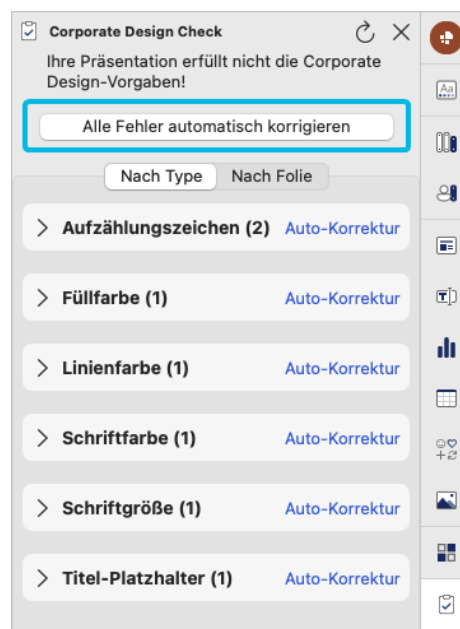 Corporate Design Check
Ihre Präsentation erfüllt nicht die Corporate
Design-Vorgaben!
Alle Fehler automatisch korrigieren
Nach Type Nach Folie
Aufzählungszeichen (2) Auto-Korrektur
Füllfarbe (1) Auto-Korrektur
Linienfarbe (1) Auto-Korrektur
Schriftfarbe (1) Auto-Korrektur
Schriftgröße (1) Auto-Korrektur
Titel-Platzhalter (1) Auto-Korrektur
Aa
T